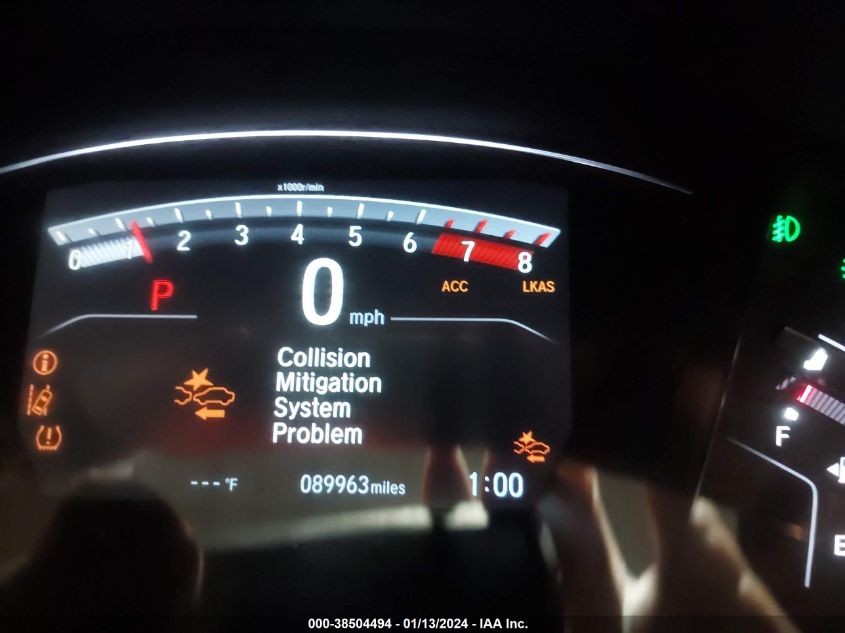 x1000r/min
0 1 2 3 4 5 6 7 8
P
0 mph
ACC LKAS
Collision
Mitigation
System
Problem
---°F
089963 miles
1:00
F
E
000-38504494 - 01/13/2024 - IAA Inc.